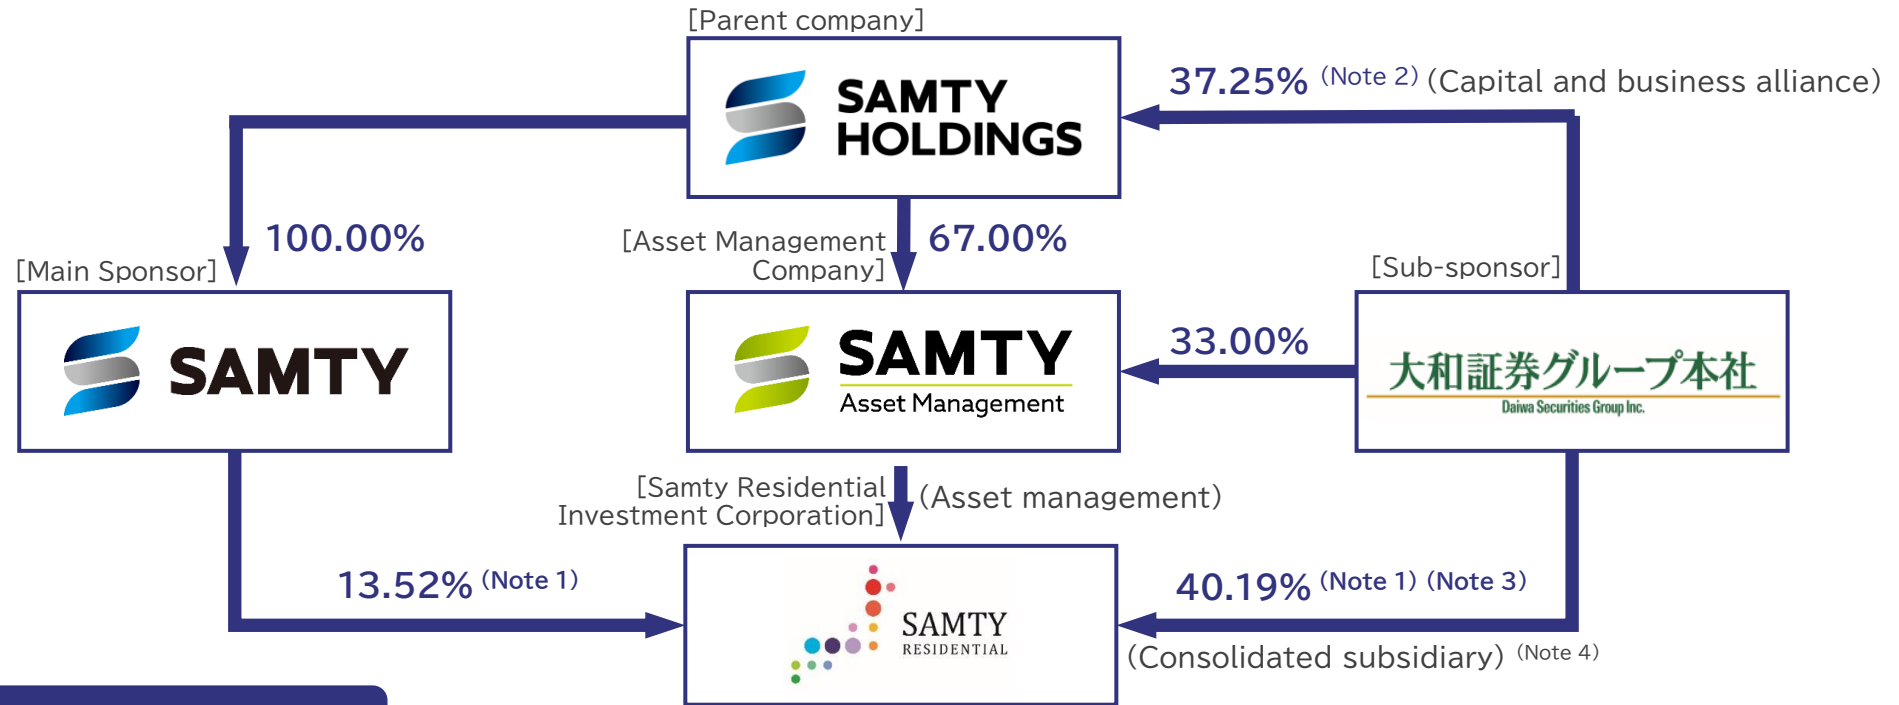 [Parent company]
SAMTY
HOLDINGS
37.25% (Note 2) (Capital and business alliance)
100.00%
[Asset Management
Company]
67.00%
[Main Sponsor]
[Sub-sponsor]
SAMTY
SAMTY
Asset Management
33.00%
大和証券グループ本社
Daiwa Securities Group Inc.
[Samty Residential
Investment Corporation]
(Asset management)
13.52% (Note 1)
SAMTY
RESIDENTIAL
40.19% (Note 1) (Note 3)
(Consolidated subsidiary) (Note 4)